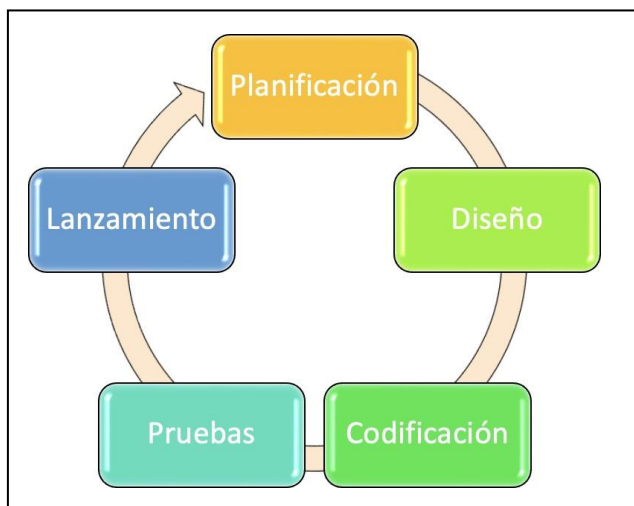 Planificación
Diseño
Codificación
Pruebas
Lanzamiento